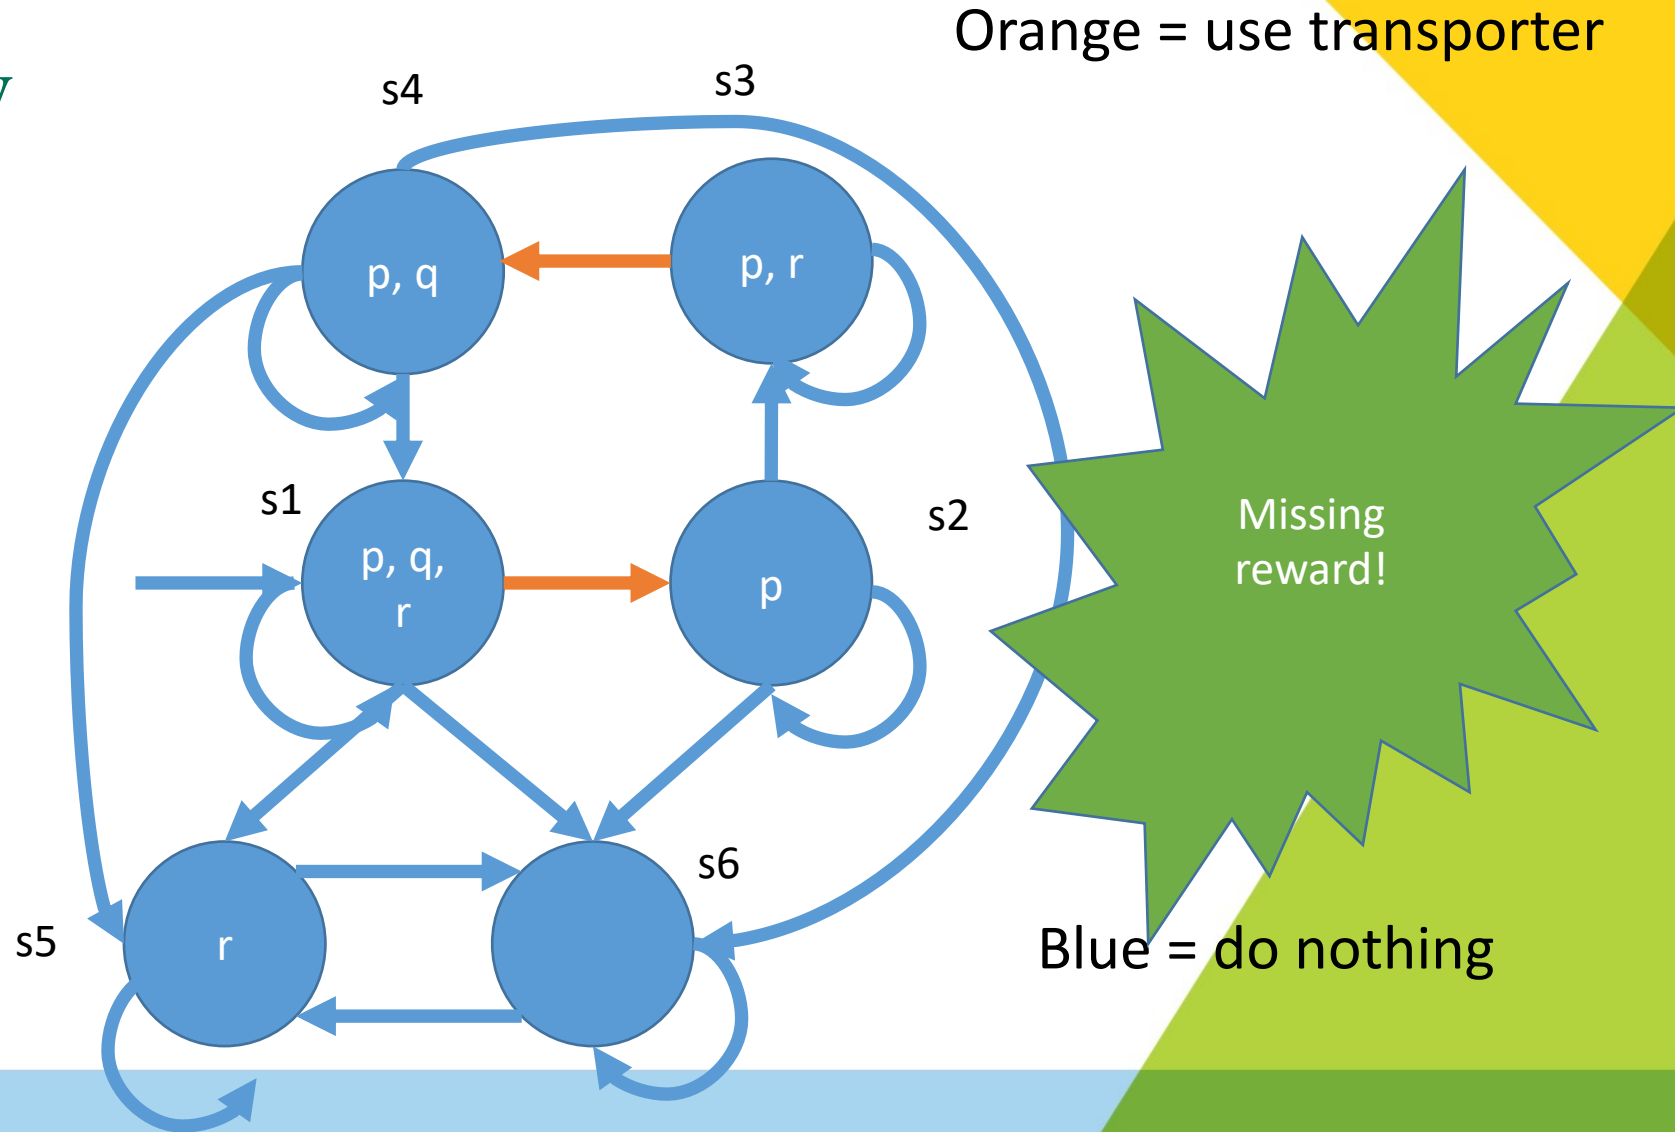 Orange = use transporter
y
s4
s3
p, q
p, r
s1
s2
p, q,
r
p
Missing
reward!
s6
s5
r
Blue = do nothing